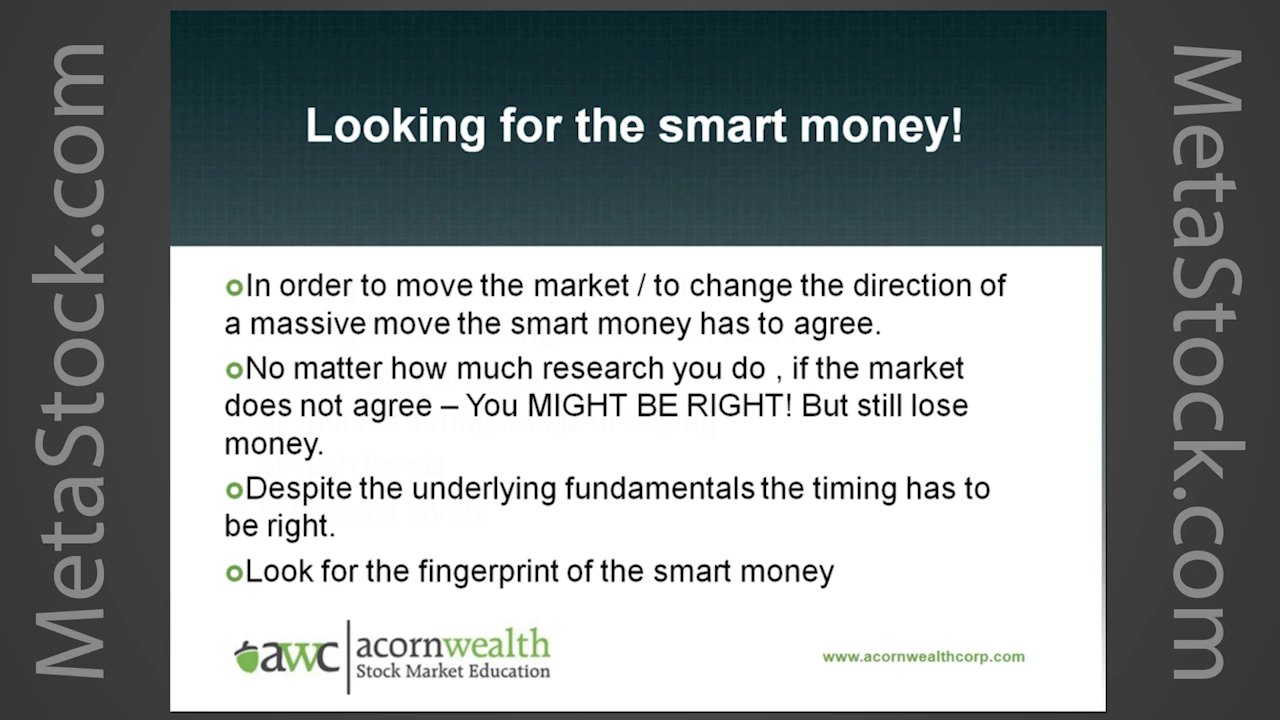 MetaStock.com
Looking for the smart money!
In order to move the market / to change the direction of
a massive move the smart money has to agree.
No matter how much research you do , if the market
does not agree – You MIGHT BE RIGHT! But still lose
money.
Despite the underlying fundamentals the timing has to
be right.
Look for the fingerprint of the smart money
awc acornwealth
Stock Market Education
www.acornwealthcorp.com
MetaStock.com